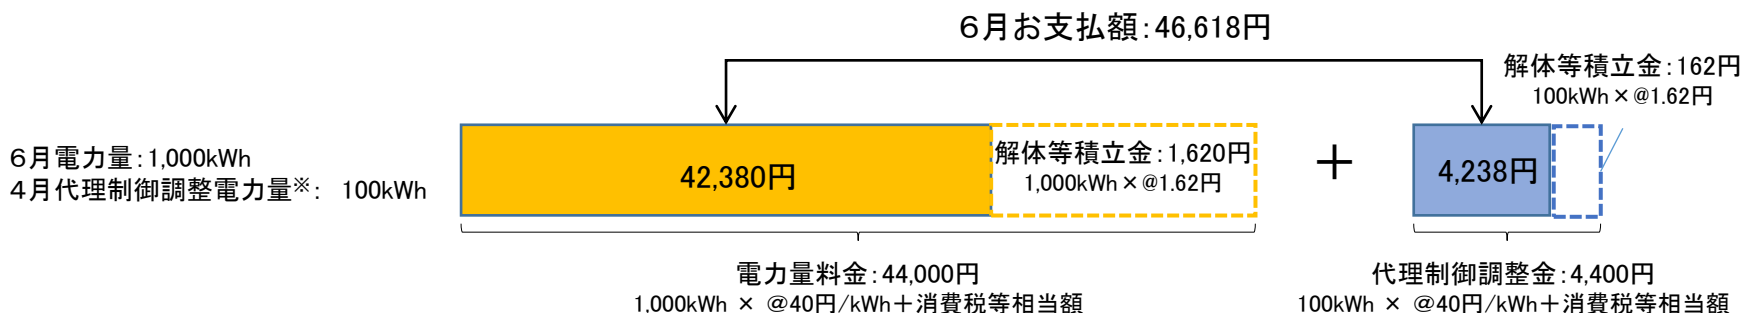 6月お支払額:46,618円
解体等積立金:162円
100kWh×@1.62円
6月電力量:1,000kWh
4月代理制御調整電力量※: 100kWh
42,380円
解体等積立金:1,620円
1,000kWh×@1.62円
+
4,238円
電力量料金:44,000円
1,000kWh × @40円/kWh+消費税等相当額
代理制御調整金:4,400円
100kWh × @40円/kWh+消費税等相当額